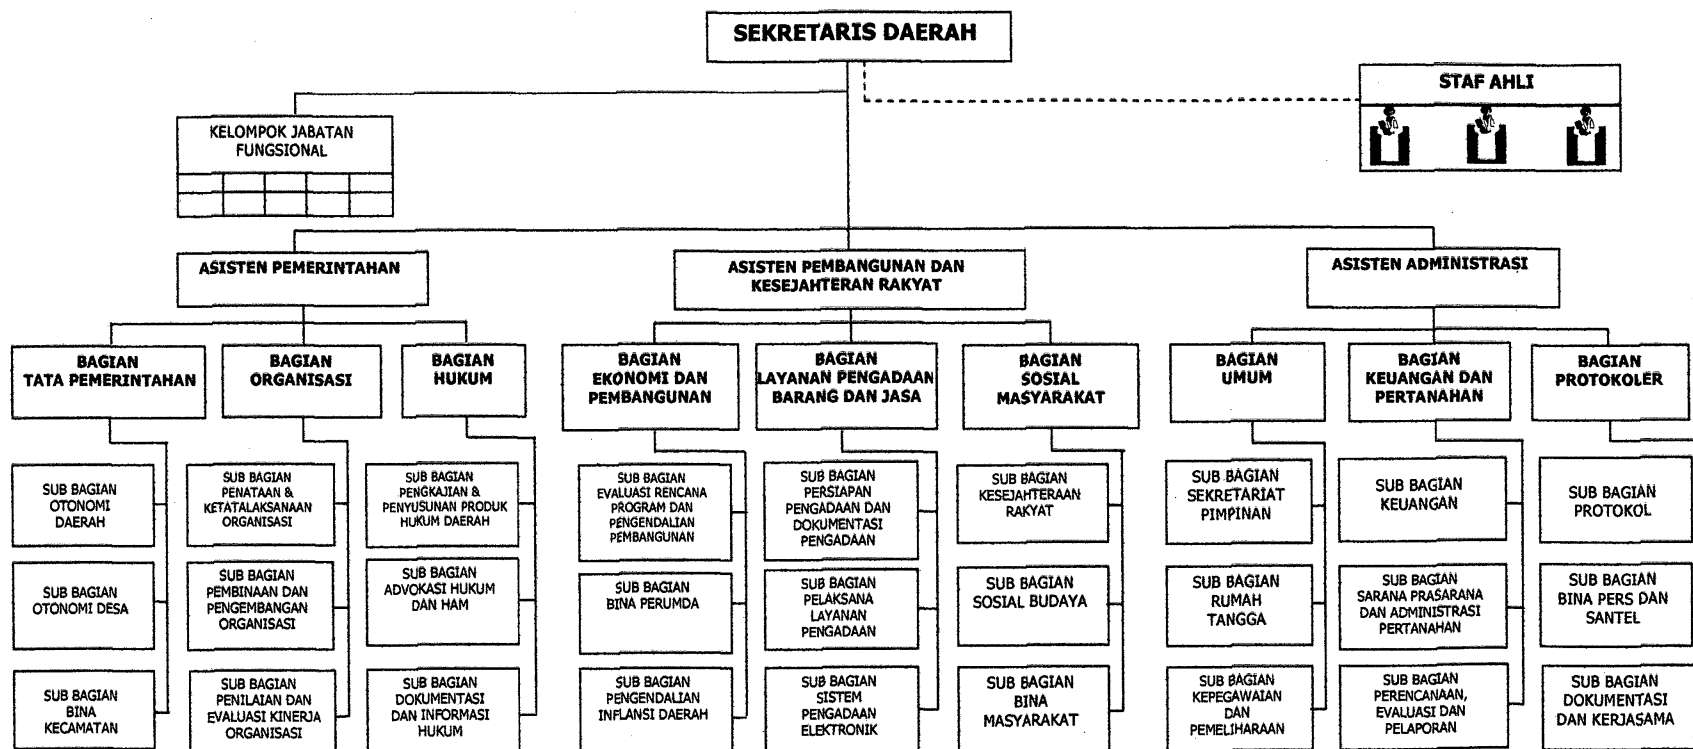 SEKRETARIS DAERAH
STAF AHLI
KELOMPOK JABATAN
FUNGSIONAL
ASISTEN PEMERINTAHAN
ASISTEN PEMBANGUNAN DAN
KESEJAHTERAN RAKYAT
ASISTEN ADMINISTRASI
BAGIAN
TATA PEMERINTAHAN
BAGIAN
ORGANISASI
BAGIAN
HUKUM
BAGIAN
EKONOMI DAN
PEMBANGUNAN
BAGIAN
LAYANAN PENGADAAN
BARANG DAN JASA
BAGIAN
SOSIAL
MASYARAKAT
BAGIAN
UMUM
BAGIAN
KEUANGAN DAN
PERTANAHAN
BAGIAN
PROTOKOLER
SUB BAGIAN
OTONOMI
DAERAH
SUB BAGIAN
PENATAAN &
KETATALAKSANAAN
ORGANISASI
SUB BAGIAN
PENGKAJIAN &
PENYUSUNAN PRODUK
HUKUM DAERAH
SUB BAGIAN
EVALUASI RENCANA
PROGRAM DAN
PENGENDALIAN
PEMBANGUNAN
SUB BAGIAN
PERSIAPAN
PENGADAAN DAN
DOKUMENTASI
PENGADAAN
SUB BAGIAN
KESEJAHTERAAN
RAKYAT
SUB BAGIAN
SEKRETARIAT
PIMPINAN
SUB BAGIAN
KEUANGAN
SUB BAGIAN
PROTOKOL
SUB BAGIAN
OTONOMI DESA
SUB BAGIAN
PEMBINAAN DAN
PENGEMBANGAN
ORGANISASI
SUB BAGIAN
ADVOKASI HUKUM
DAN HAM
SUB BAGIAN
BINA PERUMDA
SUB BAGIAN
PELAKSANA
LAYANAN
PENGADAAN
SUB BAGIAN
SOSIAL BUDAYA
SUB BAGIAN
RUMAH
TANGGA
SUB BAGIAN
SARANA PRASARANA
DAN ADMINISTRASI
PERTANAHAN
SUB BAGIAN
BINA PERS DAN
SANTEL
SUB BAGIAN
BINA
KECAMATAN
SUB BAGIAN
PENILAIAN DAN
EVALUASI KINERJA
ORGANISASI
SUB BAGIAN
DOKUMENTASI
DAN INFORMASI
HUKUM
SUB BAGIAN
PENGENDALIAN
INFLANSI DAERAH
SUB BAGIAN
SISTEM
PENGADAAN
ELEKTRONIK
SUB BAGIAN
BINA
MASYARAKAT
SUB BAGIAN
KEPEGAWAIAN
DAN
PEMELIHARAAN
SUB BAGIAN
PERENCANAAN,
EVALUASI DAN
PELAPORAN
SUB BAGIAN
DOKUMENTASI
DAN KERJASAMA